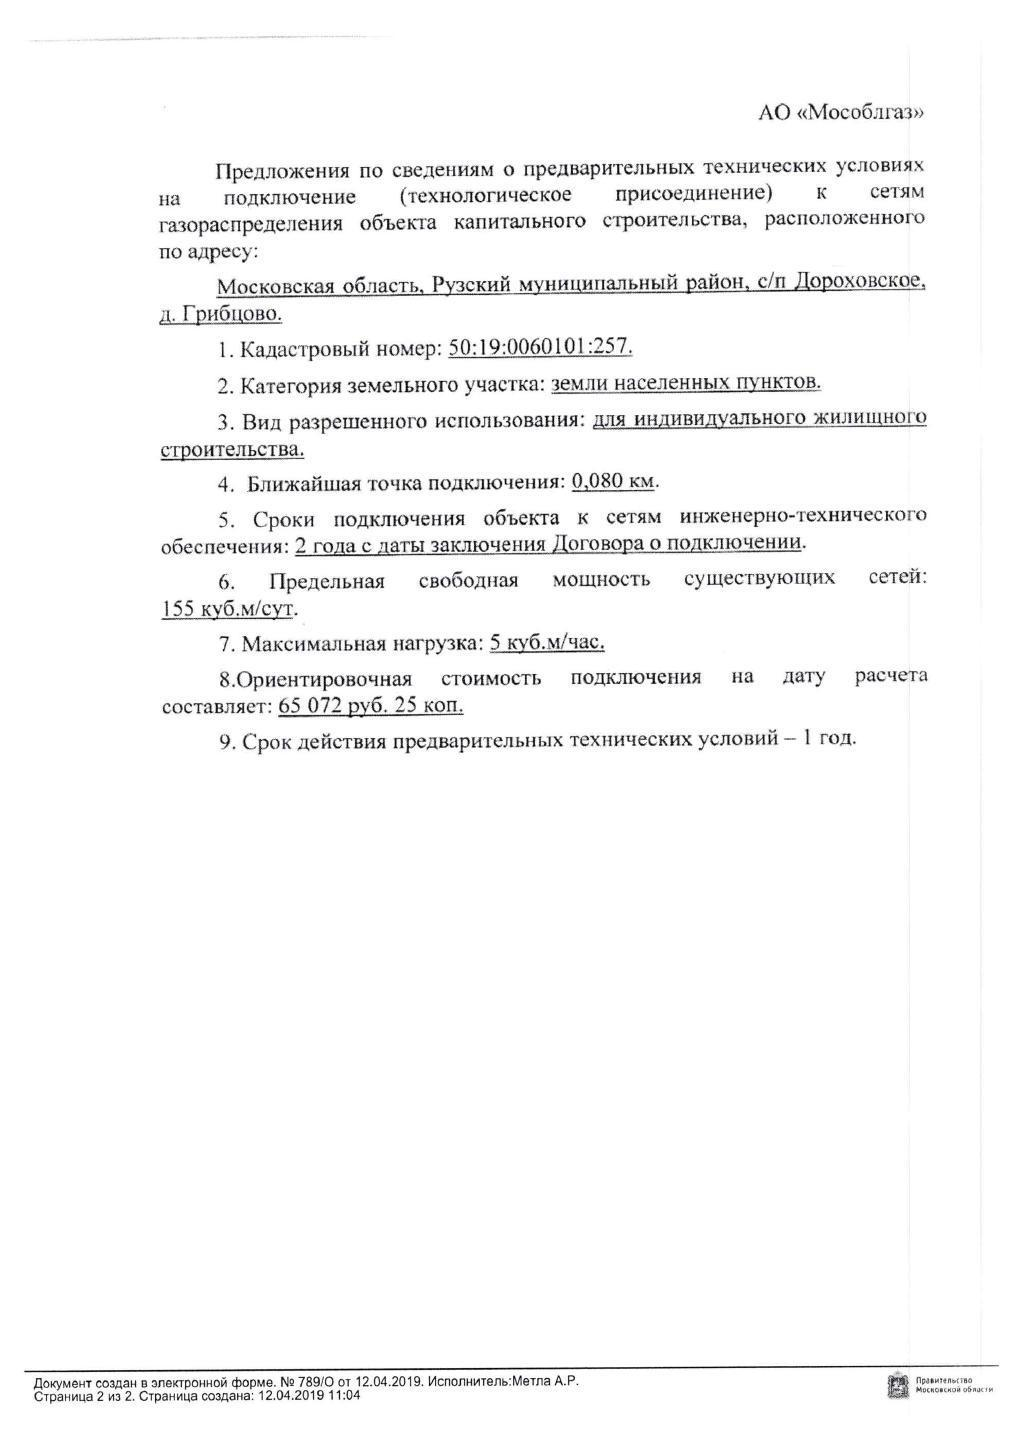 АО «Мособлгаз»
Предложения по сведениям о предварительных технических условиях
на подключение (технологическое присоединение) к сетям
газораспределения объекта капитального строительства, расположенного
по адресу:
Московская область, Рузский муниципальный район, с/п Дороховское,
д. Грибцово.
1. Кадастровый номер: 50:19:0060101:257.
2. Категория земельного участка: земли населенных пунктов.
3. Вид разрешенного использования: для индивидуального жилищного
строительства.
4. Ближайшая точка подключения: 0,080 км.
5. Сроки подключения объекта к сетям инженерно-технического
обеспечения: 2 года с даты заключения Договора о подключении.
6. Предельная свободная мощность существующих сетей:
155 куб.м/сут.
7. Максимальная нагрузка: 5 куб.м/час.
8.Ориентировочная стоимость подключения на дату расчета
составляет: 65 072 руб. 25 коп.
9. Срок действия предварительных технических условий – 1 год.
Документ создан в электронной форме. № 789/О от 12.04.2019. Исполнитель:Метла А.Р.
Страница 2 из 2. Страница создана: 12.04.2019 11:04
Правительство
Московской области